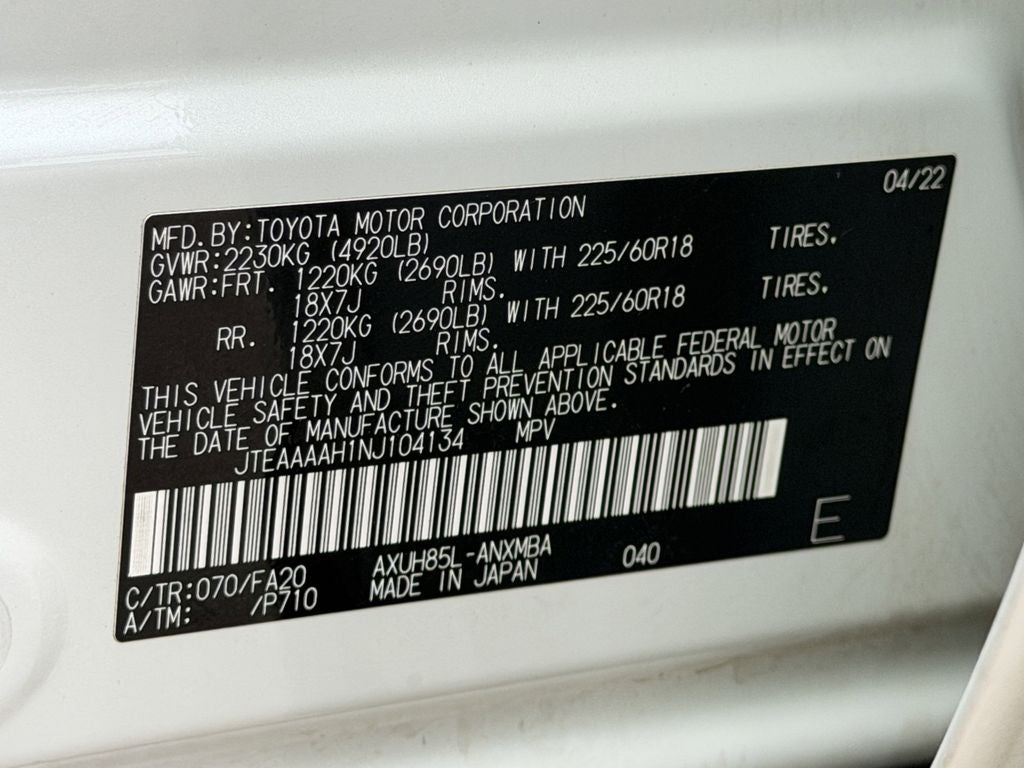 04/22
MFD. BY: TOYOTA MOTOR CORPORATION
GVWR: 2230KG (4920LB)
GAWR: FRT. 1220KG (2690LB) WITH 225/60R18 TIRES.
18X7J RIMS.
RR. 1220KG (2690LB) WITH 225/60R18 TIRES.
18X7J RIMS.
THIS VEHICLE CONFORMS TO ALL APPLICABLE FEDERAL MOTOR
VEHICLE SAFETY AND THEFT PREVENTION STANDARDS IN EFFECT ON
THE DATE OF MANUFACTURE SHOWN ABOVE.
JTEAAAAH1NJ104134 MPV
C/TR: 070/FA20 AXUH85L-ANXMBA 040 E
A/TM: /P710 MADE IN JAPAN